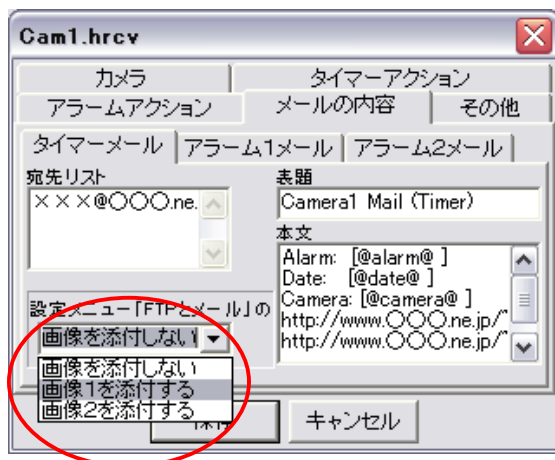 Cam1.hrcv
カメラ タイマーアクション
アラームアクション メールの内容 その他
タイマーメール アラーム1メール アラーム2メール
宛先リスト
×××@〇〇〇.ne.
表題
Camera1 Mail (Timer)
本文
Alarm: [@alarm@ ]
Date: [@date@ ]
Camera: [@camera@ ]
http://www.〇〇〇.ne.jp/
http://www.〇〇〇.ne.jp/
設定メニュー「FTPとメール」の
画像を添付しない
画像を添付しない
画像1を添付する
画像2を添付する
キャンセル